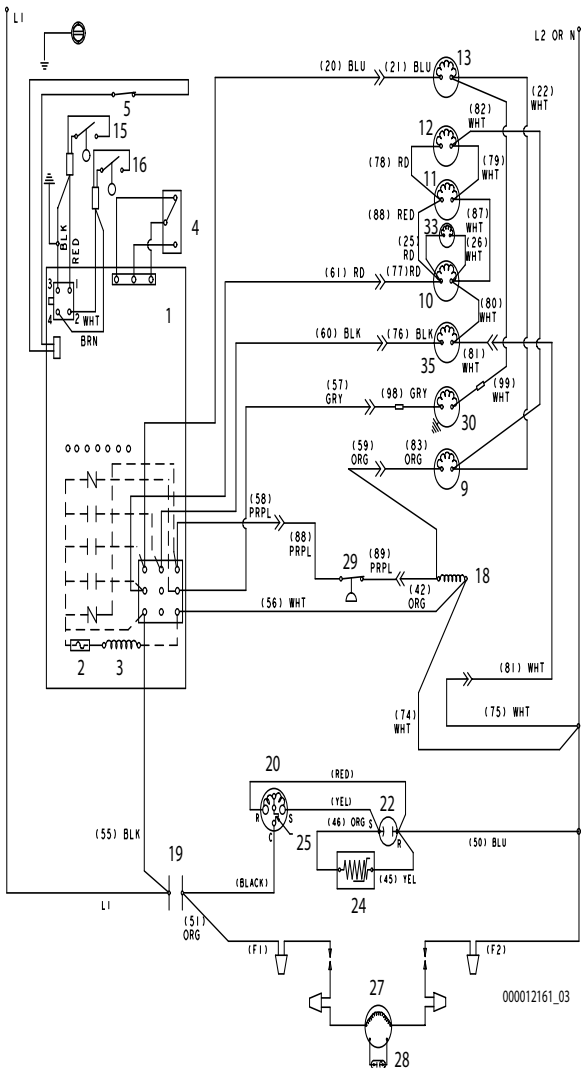 L1
L2 OR N
(20) BLU (21) BLU
13
(22) WHT
5
(82) WHT
15
12
16
(78) RD
(79) WHT
11
4
(88) RED
(87) WHT
33
BLK
RED
(25) RD
(26) WHT
(61) RD (77)RD
10
3 1
1
4 2 WHT
BRN
(80) WHT
(60) BLK (76) BLK
35
(81) WHT
(57) GRY
(98) GRY
(99) WHT
30
(59) ORG
(83) ORG
9
(58) PRPL
(88) PRPL
29
(89) PRPL
18
(42) ORG
(56) WHT
2 3
(81) WHT
(74) WHT
(75) WHT
20
(RED)
(YEL)
22
R S
(46) ORG S
C
25
R
(50) BLU
(55) BLK
19
(BLACK)
(45) YEL
24
L1
(51) ORG
(F1)
(F2)
27
000012161_03
28